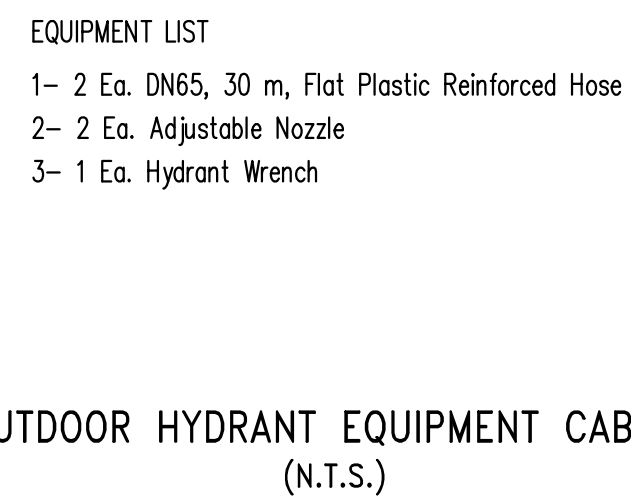 EQUIPMENT LIST
1- 2 Ea. DN65, 30 m, Flat Plastic Reinforced Hose
2- 2 Ea. Adjustable Nozzle
3- 1 Ea. Hydrant Wrench
UTDOOR HYDRANT EQUIPMENT CAB
(N.T.S.)